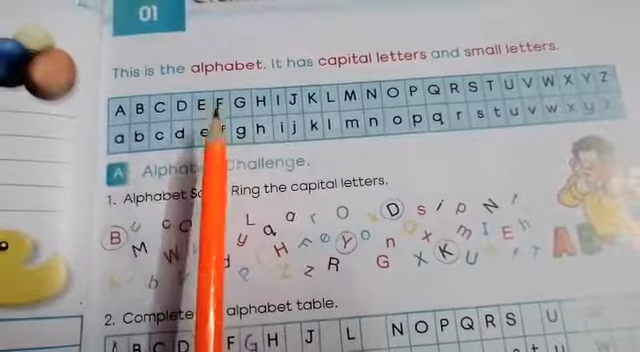 01
This is the alphabet. It has capital letters and small letters.
A B C D E F G H I J K L M N O P Q R S T U V W X Y Z
a b c d e f g h i j k l m n o p q r s t u v w x y z
A Challenge.
1. Alphabet Ring the capital letters.
B M W L y a a r O D s i p N
H e Y o n x m I E h
b d z R G X K U T
A B
2. Complete alphabet table.
A B C D F G H J L N O P Q R S U